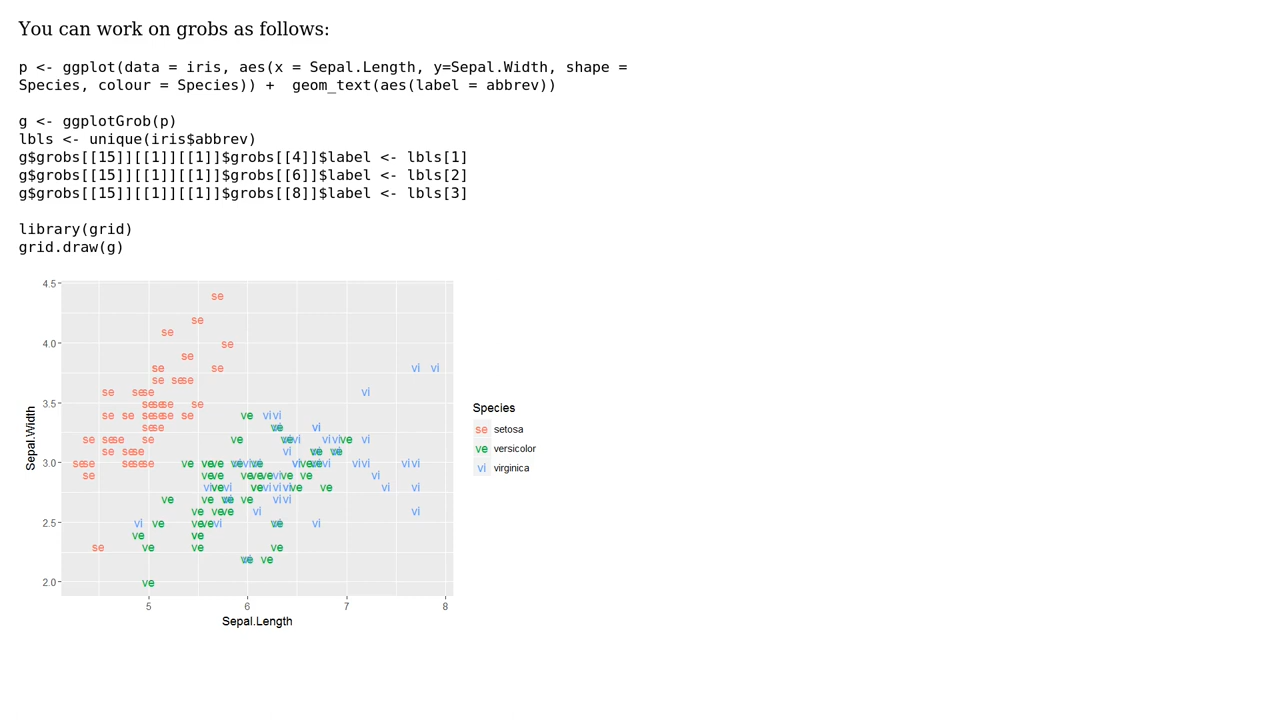 You can work on grobs as follows:
p <- ggplot(data = iris, aes(x = Sepal.Length, y=Sepal.Width, shape =
Species, colour = Species)) +  geom_text(aes(label = abbrev))
g <- ggplotGrob(p)
lbls <- unique(iris$abbrev)
g$grobs[[15]][[1]][[1]]$grobs[[4]]$label <- lbls[1]
g$grobs[[15]][[1]][[1]]$grobs[[6]]$label <- lbls[2]
g$grobs[[15]][[1]][[1]]$grobs[[8]]$label <- lbls[3]
library(grid)
grid.draw(g)
4.5
4.0
3.5
3.0
2.5
2.0
Sepal.Width
5 6 7 8
Sepal.Length
Species
se setosa
ve versicolor
vi virginica